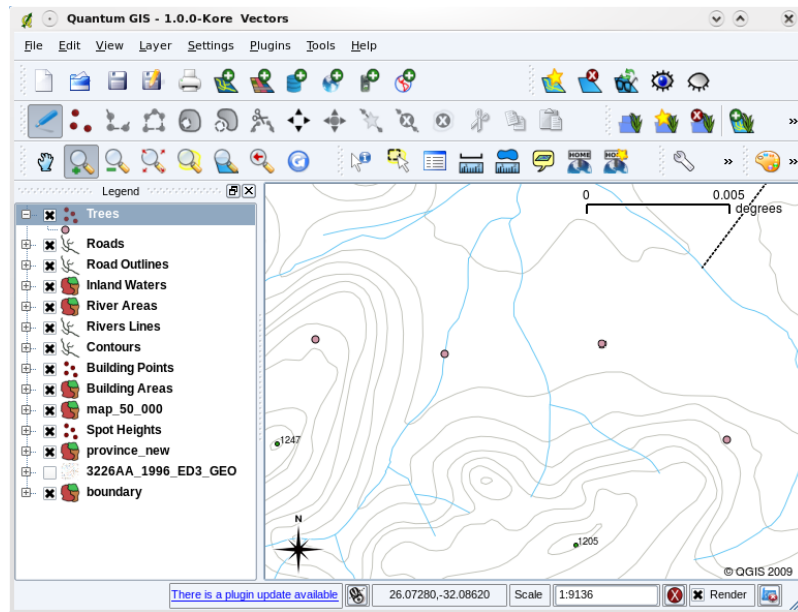 Quantum GIS - 1.0.0-Kore Vectors
File Edit View Layer Settings Plugins Tools Help
HOME HOME
» » »
Legend
Trees
Roads
Road Outlines
Inland Waters
River Areas
Rivers Lines
Contours
Building Points
Building Areas
map_50_000
Spot Heights
province_new
3226AA_1996_ED3_GEO
boundary
0 0.005
degrees
1247
1205
N
© QGIS 2009
There is a plugin update available 26.07280,-32.08620 Scale 1:9136 Render